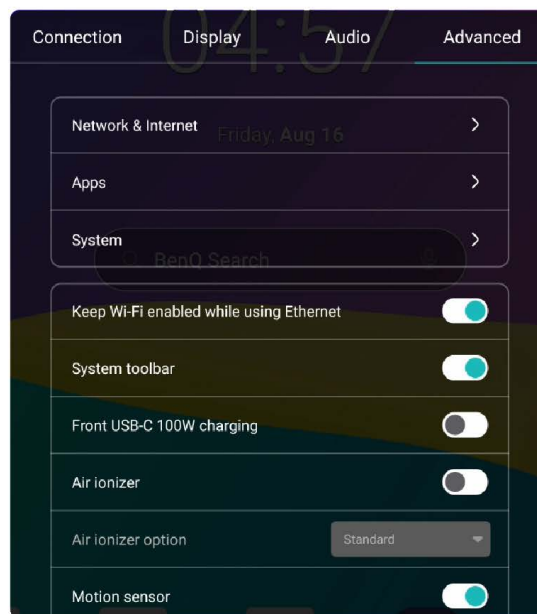 04:57
Connection Display Audio Advanced
Friday, Aug 16
Network & Internet
Apps
System
BenQ Search
Keep Wi-Fi enabled while using Ethernet
System toolbar
Front USB-C 100W charging
Air ionizer
Air ionizer option Standard
Motion sensor